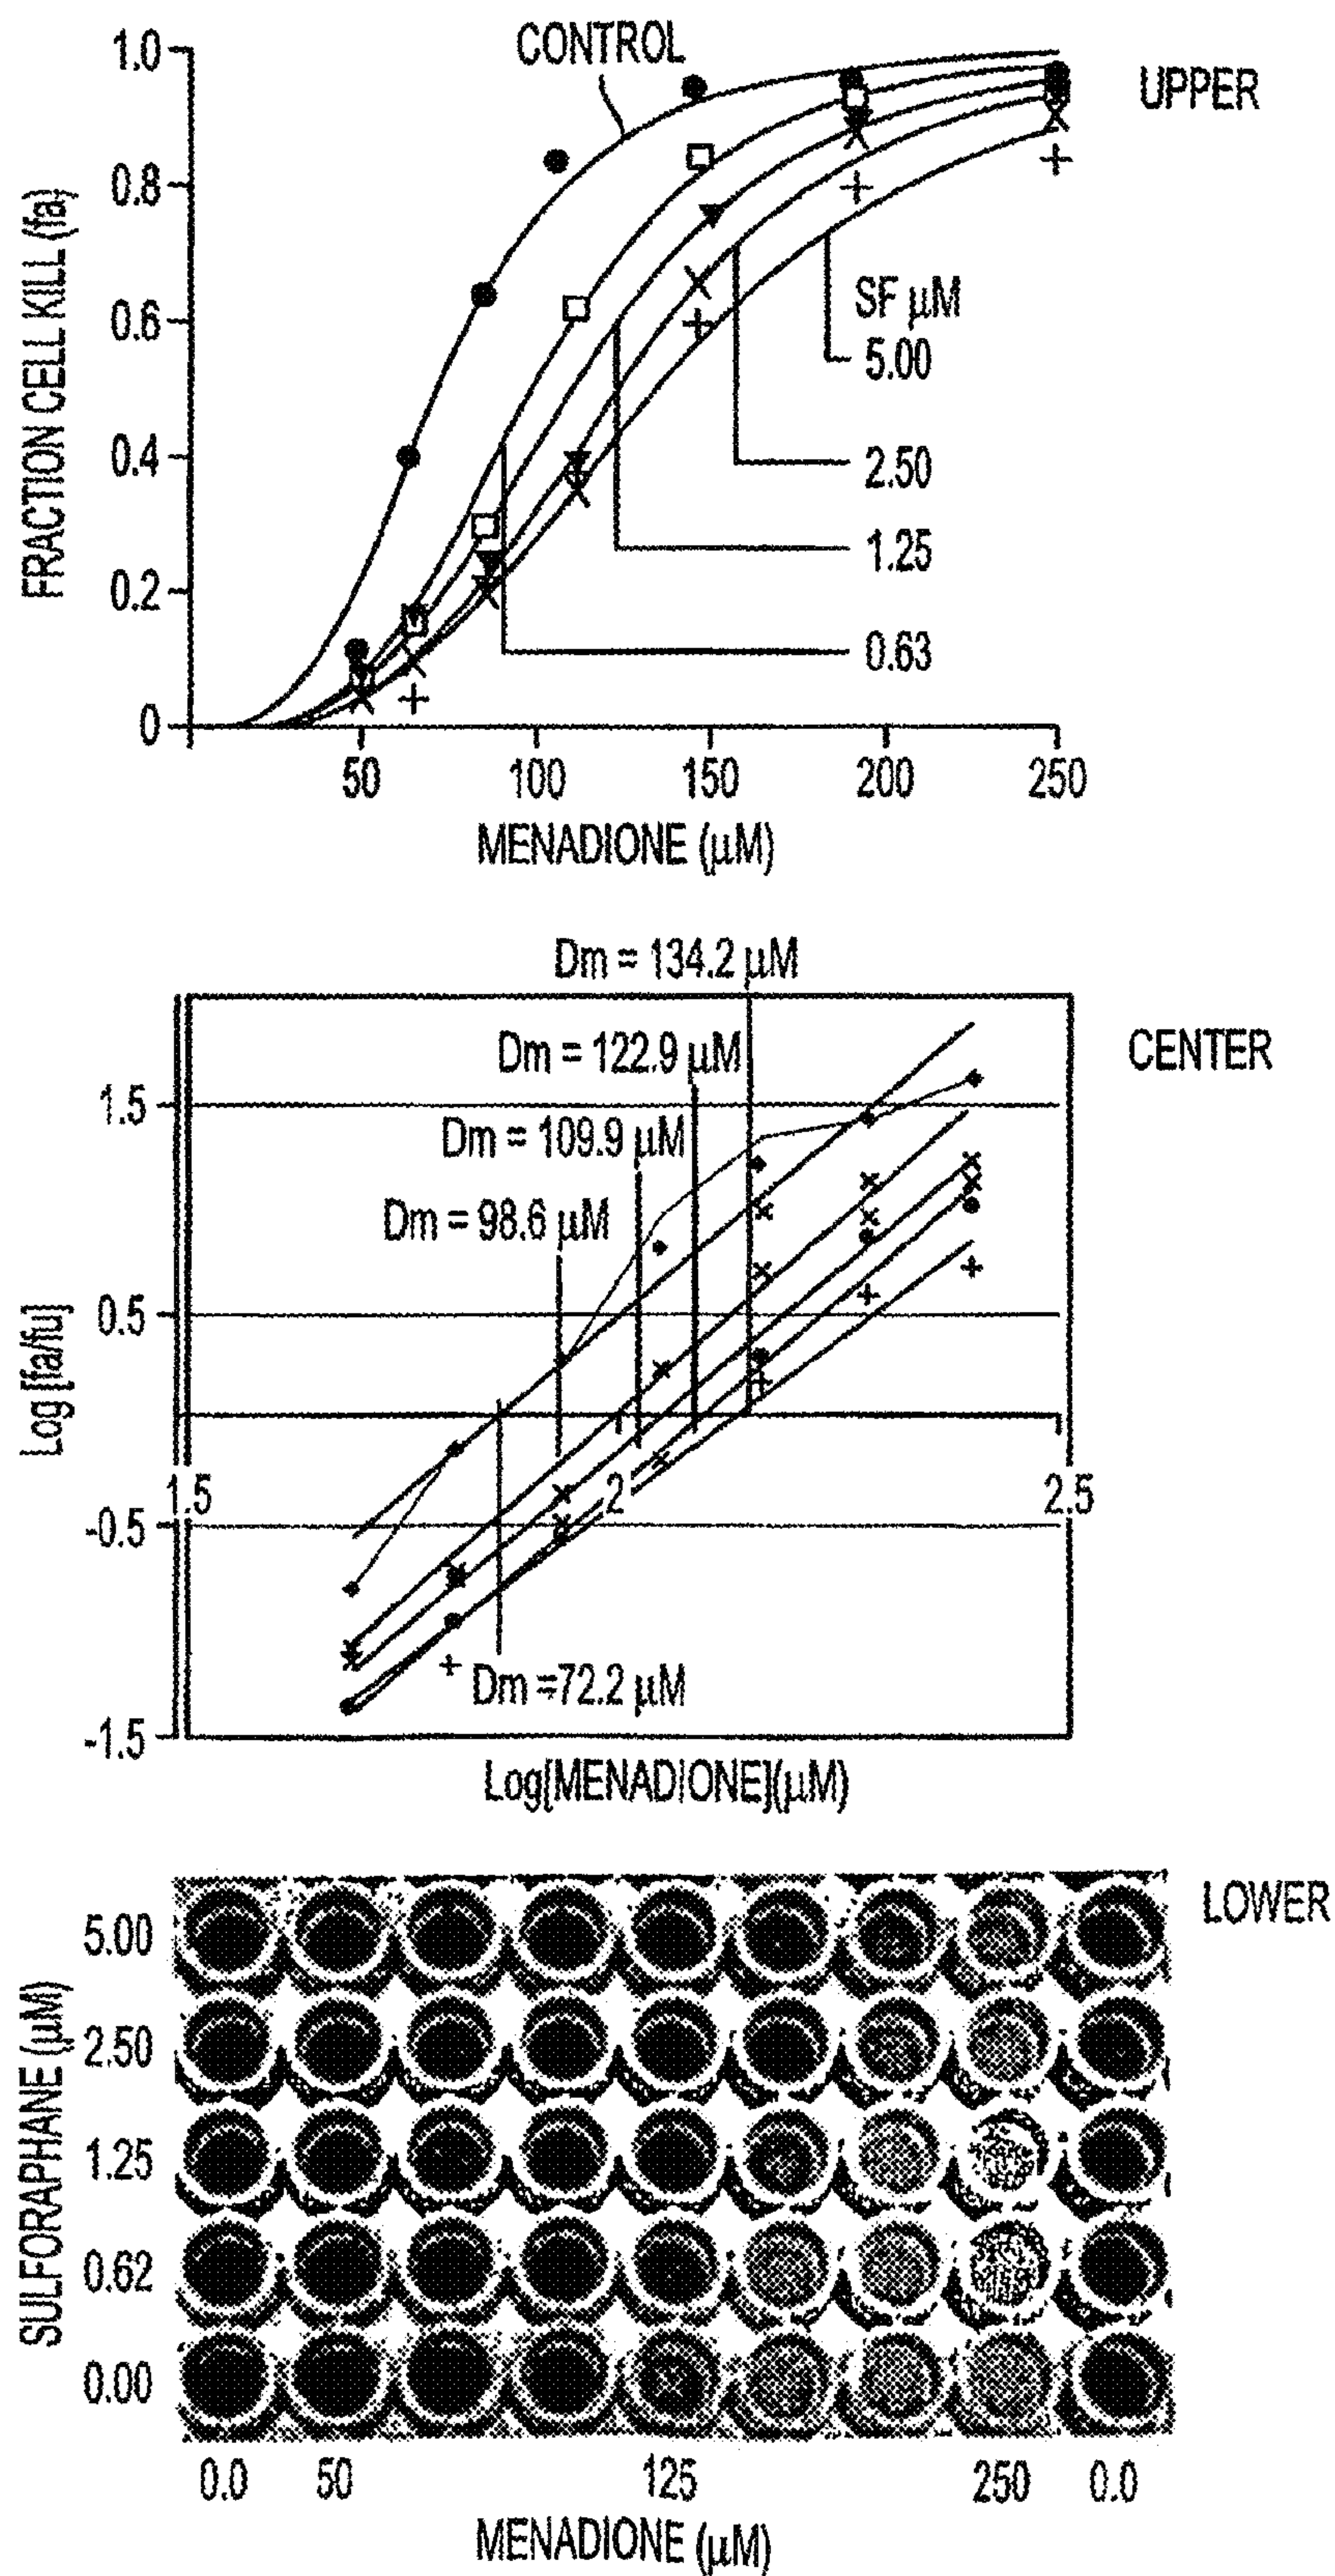 UPPER
CONTROL
FRACTION CELL KILL (fa)
1.0
0.8
0.6
0.4
0.2
0
SF µM
5.00
2.50
1.25
0.63
50 100 150 200 250
MENADIONE (µM)
CENTER
Dm = 134.2 µM
Dm = 122.9 µM
Dm = 109.9 µM
Dm = 98.6 µM
Dm =72.2 µM
Log [fa/fu]
1.5
0.5
-0.5
-1.5
1.5 2 2.5
Log[MENADIONE](µM)
LOWER
SULFORAPHANE (µM)
5.00
2.50
1.25
0.62
0.00
0.0 50 125 250 0.0
MENADIONE (µM)